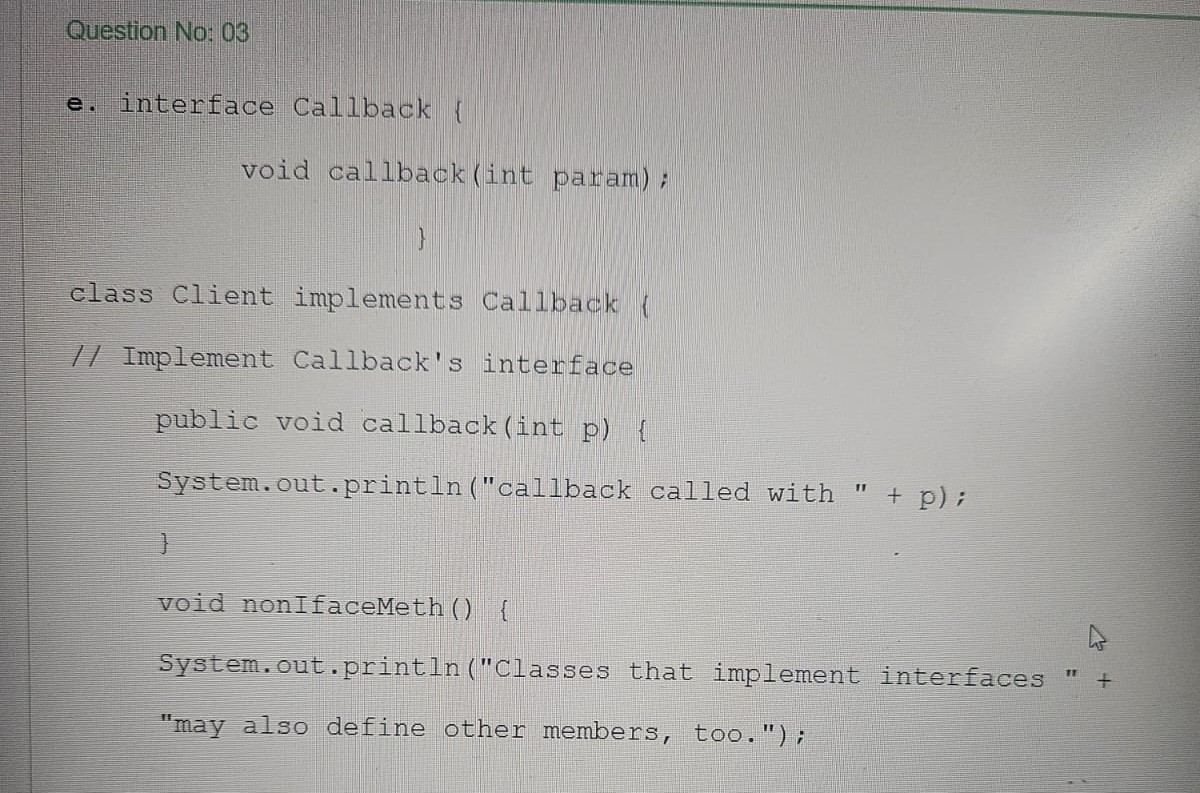 Question No: 03
e. interface Callback {
void callback(int param);
}
class Client implements Callback {
// Implement Callback's interface
public void callback(int p) {
System.out.println("callback called with " + p);
}
void nonIfaceMeth() {
System.out.println("Classes that implement interfaces " +
"may also define other members, too.");